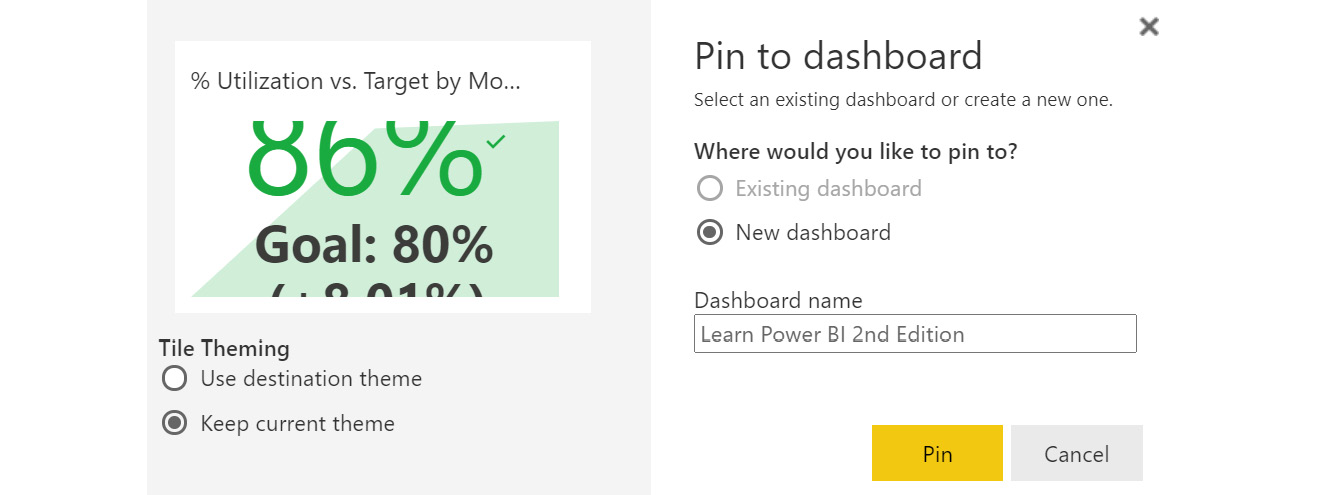 % Utilization vs. Target by Mo...
86%
Goal: 80%
(+8.01%)
Tile Theming
Use destination theme
Keep current theme
Pin to dashboard
Select an existing dashboard or create a new one.
Where would you like to pin to?
Existing dashboard
New dashboard
Dashboard name
Learn Power BI 2nd Edition
Pin
Cancel